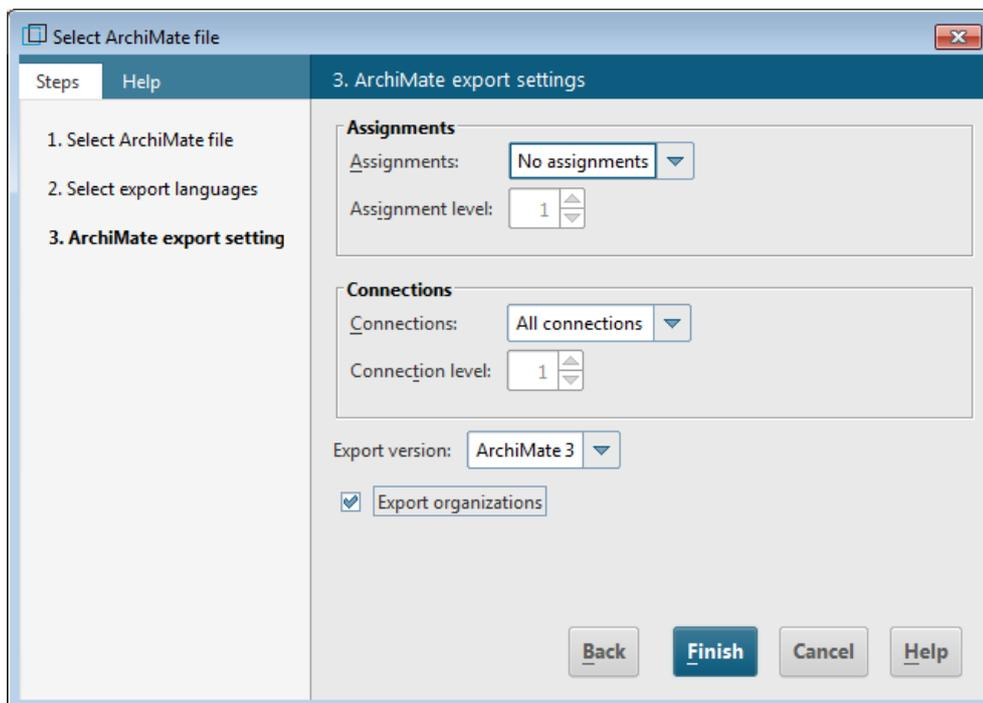 Select ArchiMate file
Steps Help
3. ArchiMate export settings
1. Select ArchiMate file
2. Select export languages
3. ArchiMate export setting
Assignments
Assignments: No assignments
Assignment level: 1
Connections
Connections: All connections
Connection level: 1
Export version: ArchiMate 3
Export organizations
Back Finish Cancel Help